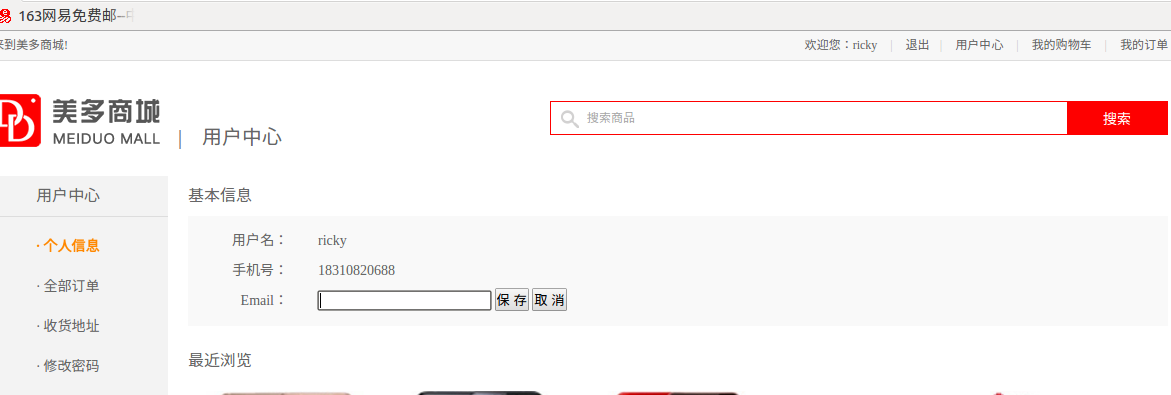 163网易免费邮--中
来到美多商城!
欢迎您：ricky | 退出 | 用户中心 | 我的购物车 | 我的订单
美多商城
MEIDUO MALL
| 用户中心
搜索商品
搜索
用户中心
· 个人信息
· 全部订单
· 收货地址
· 修改密码
基本信息
用户名： ricky
手机号： 18310820688
Email： 保 存 取 消
最近浏览